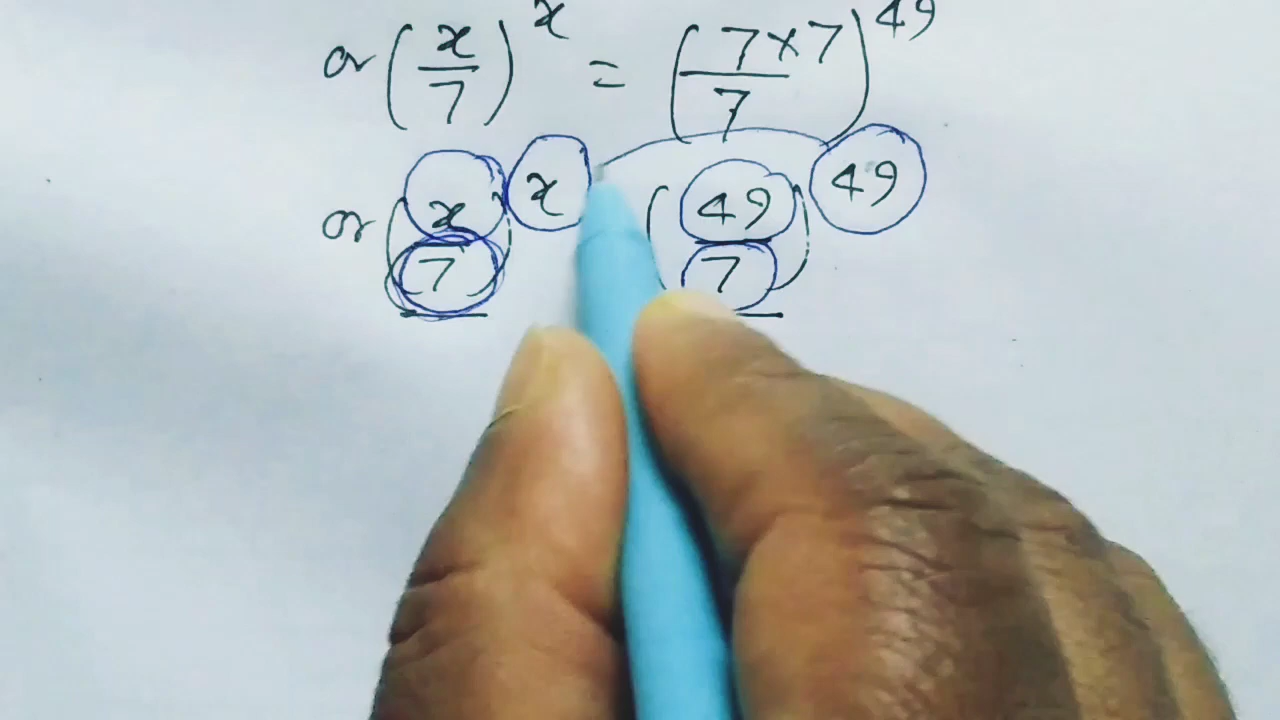 or (x/7)^x = (7×7/7)^49
or (x/7)^x (49/7)^49